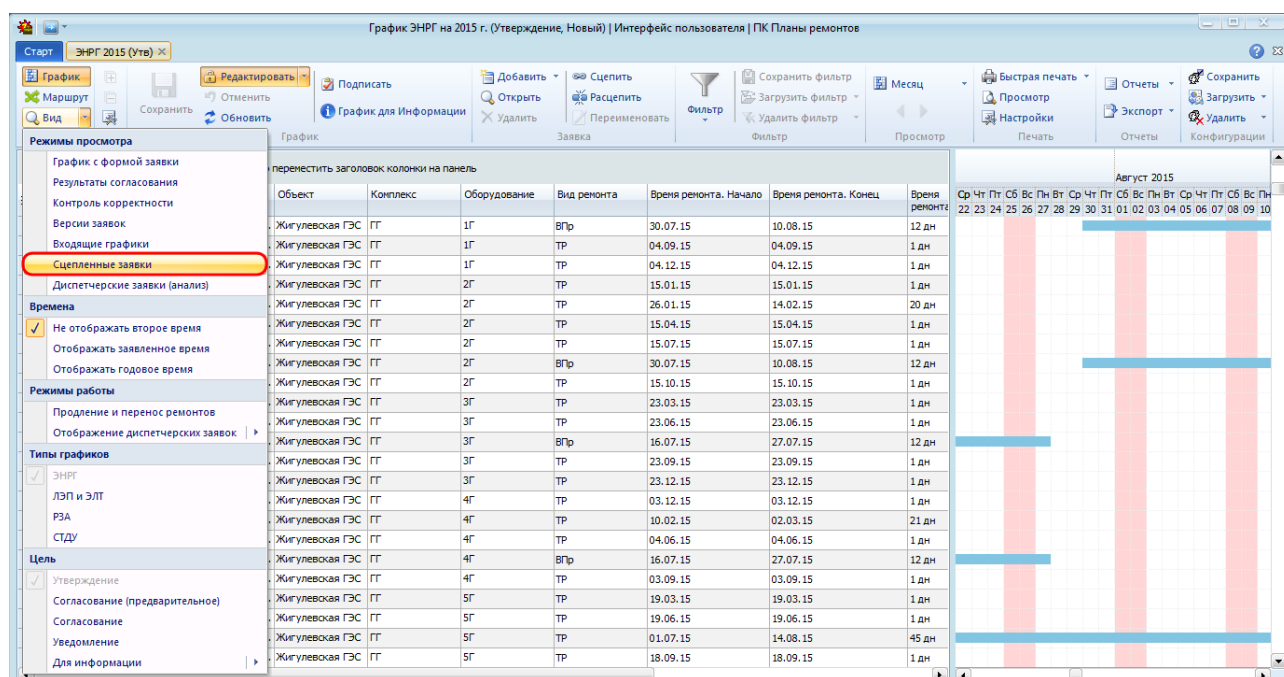 График ЭНРГ на 2015 г. (Утверждение, Новый) | Интерфейс пользователя | ПК Планы ремонтов
Старт ЭНРГ 2015 (Утв)
График Редактировать Подписать Добавить Сцепить Сохранить фильтр Месяц Быстрая печать Отчеты Сохранить
Маршрут Сохранить Отменить Открыть Расцепить Фильтр Загрузить фильтр Просмотр Загрузить
Вид Обновить График для Информации Удалить Переименовать Удалить фильтр Настройки Экспорт Удалить
График Заявка Фильтр Просмотр Печать Отчеты Конфигурации
Режимы просмотра
График с формой заявки
Результаты согласования
Контроль корректности
Версии заявок
Входящие графики
Сцепленные заявки
Диспетчерские заявки (анализ)
Времена
Не отображать второе время
Отображать заявленное время
Отображать годовое время
Режимы работы
Продление и перенос ремонтов
Отображение диспетчерских заявок
Типы графиков
ЭНРГ
ЛЭП и ЭЛТ
РЗА
СТДУ
Цель
Утверждение
Согласование (предварительное)
Согласование
Уведомление
Для информации
переместить заголовок колонки на панель
Объект Комплекс Оборудование Вид ремонта Время ремонта. Начало Время ремонта. Конец Время ремонта
Жигулевская ГЭС ГГ 1Г ВПр 30.07.15 10.08.15 12 дн
Жигулевская ГЭС ГГ 1Г ТР 04.09.15 04.09.15 1 дн
Жигулевская ГЭС ГГ 1Г ТР 04.12.15 04.12.15 1 дн
Жигулевская ГЭС ГГ 2Г ТР 15.01.15 15.01.15 1 дн
Жигулевская ГЭС ГГ 2Г ТР 26.01.15 14.02.15 20 дн
Жигулевская ГЭС ГГ 2Г ТР 15.04.15 15.04.15 1 дн
Жигулевская ГЭС ГГ 2Г ТР 15.07.15 15.07.15 1 дн
Жигулевская ГЭС ГГ 2Г ВПр 30.07.15 10.08.15 12 дн
Жигулевская ГЭС ГГ 2Г ТР 15.10.15 15.10.15 1 дн
Жигулевская ГЭС ГГ 3Г ТР 23.03.15 23.03.15 1 дн
Жигулевская ГЭС ГГ 3Г ТР 23.06.15 23.06.15 1 дн
Жигулевская ГЭС ГГ 3Г ВПр 16.07.15 27.07.15 12 дн
Жигулевская ГЭС ГГ 3Г ТР 23.09.15 23.09.15 1 дн
Жигулевская ГЭС ГГ 3Г ТР 23.12.15 23.12.15 1 дн
Жигулевская ГЭС ГГ 4Г ТР 03.12.15 03.12.15 1 дн
Жигулевская ГЭС ГГ 4Г ТР 10.02.15 02.03.15 21 дн
Жигулевская ГЭС ГГ 4Г ТР 04.06.15 04.06.15 1 дн
Жигулевская ГЭС ГГ 4Г ВПр 16.07.15 27.07.15 12 дн
Жигулевская ГЭС ГГ 4Г ТР 03.09.15 03.09.15 1 дн
Жигулевская ГЭС ГГ 5Г ТР 19.03.15 19.03.15 1 дн
Жигулевская ГЭС ГГ 5Г ТР 19.06.15 19.06.15 1 дн
Жигулевская ГЭС ГГ 5Г ТР 01.07.15 14.08.15 45 дн
Жигулевская ГЭС ГГ 5Г ТР 18.09.15 18.09.15 1 дн
Август 2015
Ср Чт Пт Сб Вс Пн Вт Ср Чт Пт Сб Вс Пн Вт Ср Чт Пт Сб Вс Пн
22 23 24 25 26 27 28 29 30 31 01 02 03 04 05 06 07 08 09 10